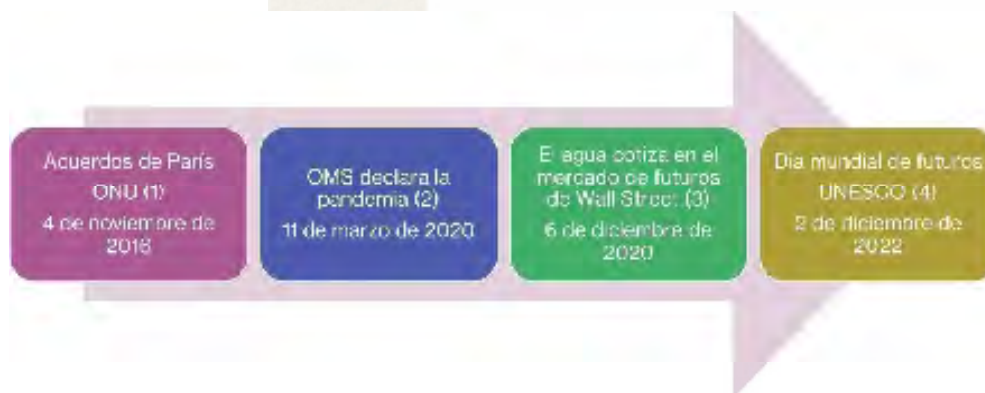 Acuerdos de París
ONU (1)
4 de noviembre de
2016
OMS declara la
pandemia (2)
11 de marzo de 2020
El agua cotiza en el
mercado de futuros
de Wall Street (3)
6 de diciembre de
2020
Día mundial de futuros
UNESCO (4)
2 de diciembre de
2022